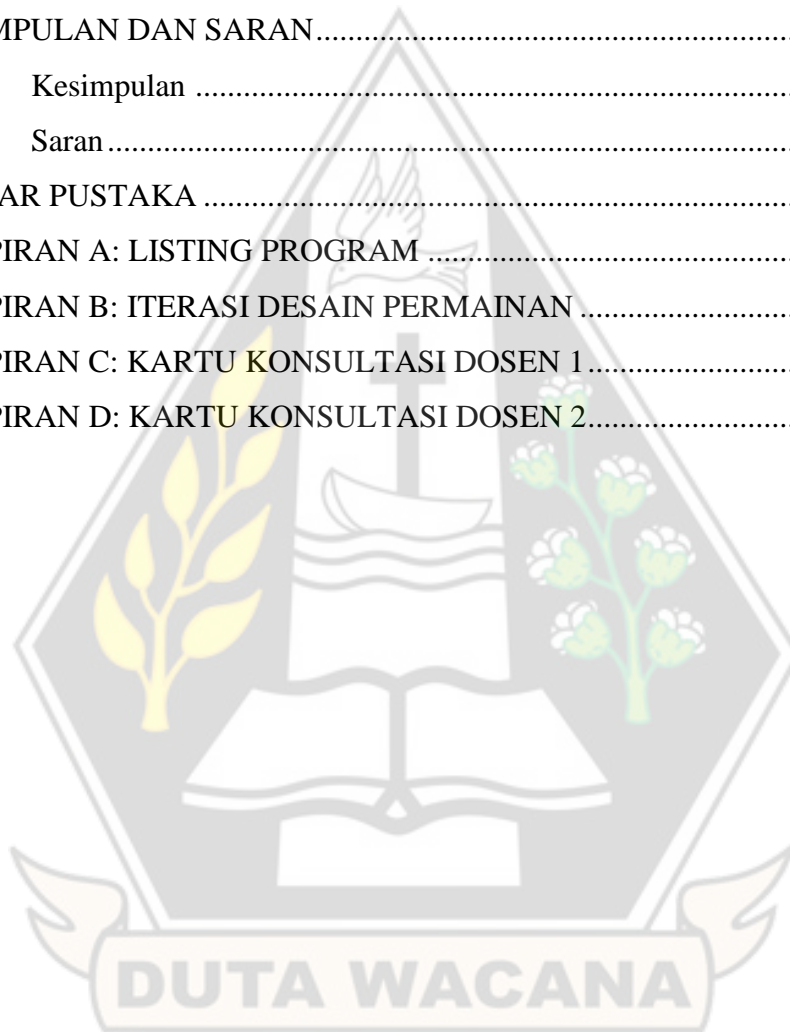 MPULAN DAN SARAN..............................................................
Kesimpulan ..............................................................................
Saran..........................................................................................
AR PUSTAKA ..............................................................................
PIRAN A: LISTING PROGRAM ..................................................
PIRAN B: ITERASI DESAIN PERMAINAN ...............................
PIRAN C: KARTU KONSULTASI DOSEN 1..............................
PIRAN D: KARTU KONSULTASI DOSEN 2..............................
DUTA WACANA